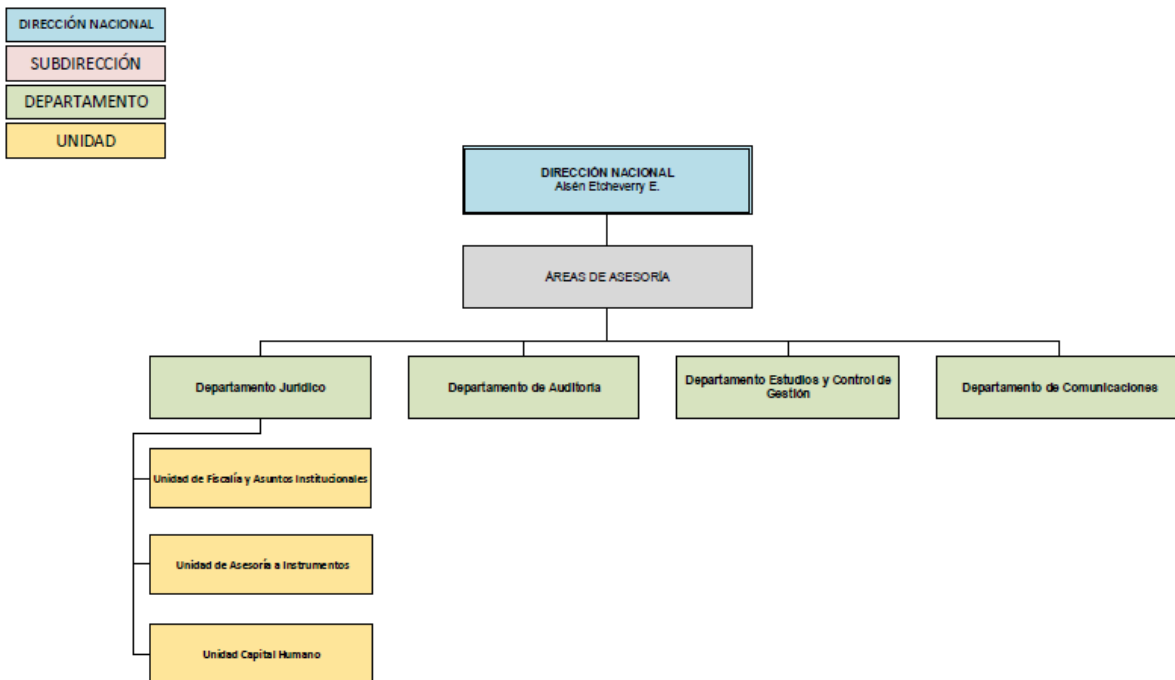 DIRECCIÓN NACIONAL
SUBDIRECCIÓN
DEPARTAMENTO
UNIDAD
DIRECCIÓN NACIONAL
Aisén Etcheverry E.
ÁREAS DE ASESORÍA
Departamento Jurídico
Departamento de Auditoría
Departamento Estudios y Control de
Gestión
Departamento de Comunicaciones
Unidad de Fiscalía y Asuntos Institucionales
Unidad de Asesoría a Instrumentos
Unidad Capital Humano